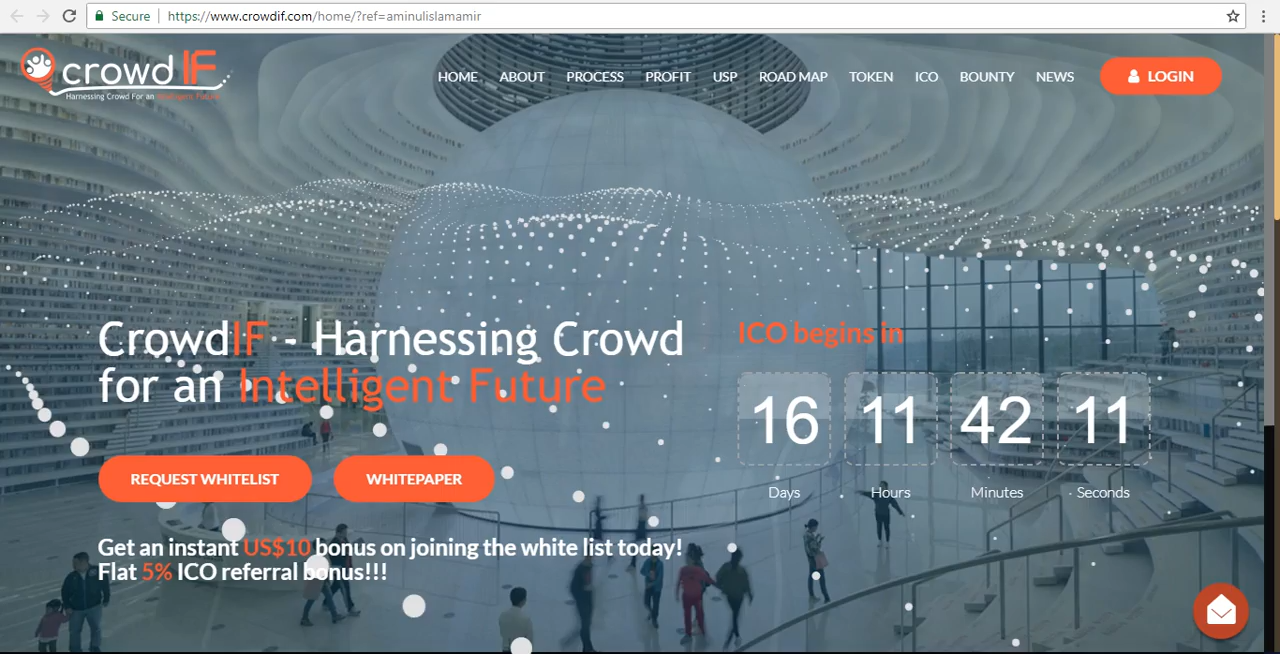 Secure
https://www.crowdif.com/home/?ref=aminulislamamir
crowdIF
Harnessing Crowd For an Intelligent Future
HOME ABOUT PROCESS PROFIT USP ROAD MAP TOKEN ICO BOUNTY NEWS LOGIN
CrowdIF - Harnessing Crowd
for an Intelligent Future
REQUEST WHITELIST WHITEPAPER
Get an instant US$10 bonus on joining the white list today!
Flat 5% ICO referral bonus!!!
ICO begins in
16 11 42 11
Days Hours Minutes Seconds